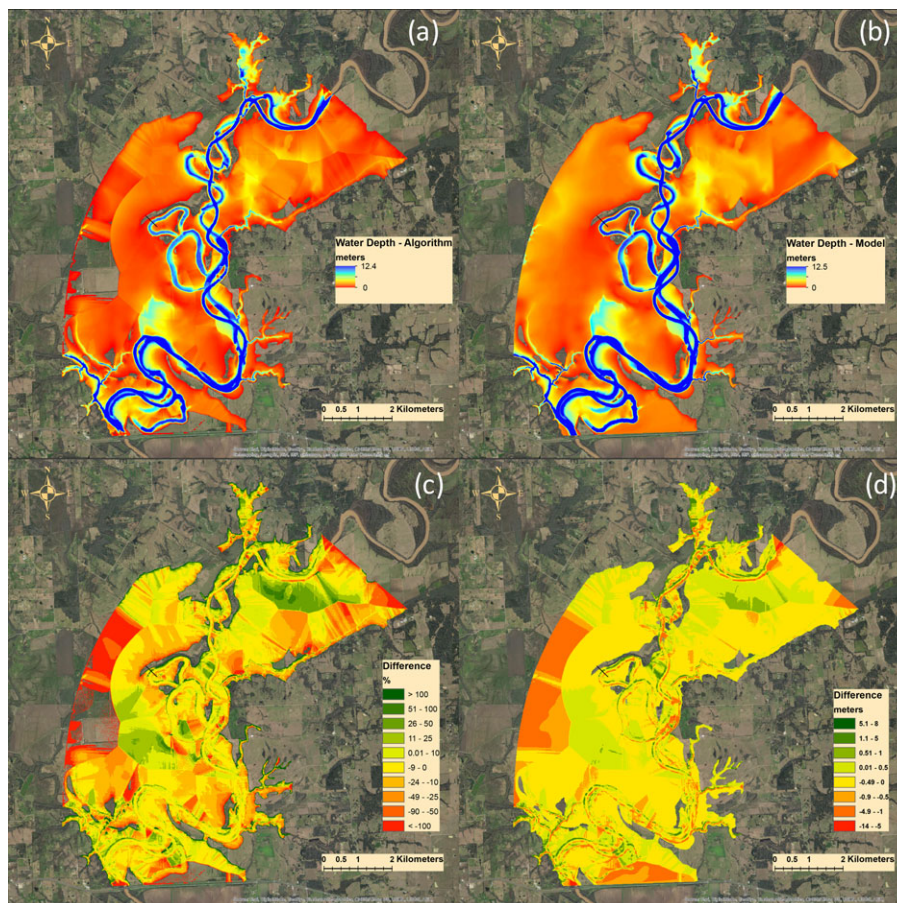 (a)
N
W
E
S
Water Depth - Algorithm
meters
12.4
0
0 0.5 1 2 Kilometers
(b)
N
W
E
S
Water Depth - Model
meters
12.5
0
0 0.5 1 2 Kilometers
(c)
N
W
E
S
Difference
%
> 100
51 - 100
26 - 50
11 - 25
0.01 - 10
-9 - 0
-24 - -10
-49 - -25
-90 - -50
< -100
0 0.5 1 2 Kilometers
(d)
N
W
E
S
Difference
meters
5.1 - 8
1.1 - 5
0.51 - 1
0.01 - 0.5
-0.49 - 0
-0.9 - -0.5
-4.9 - -1
-14 - -5
0 0.5 1 2 Kilometers